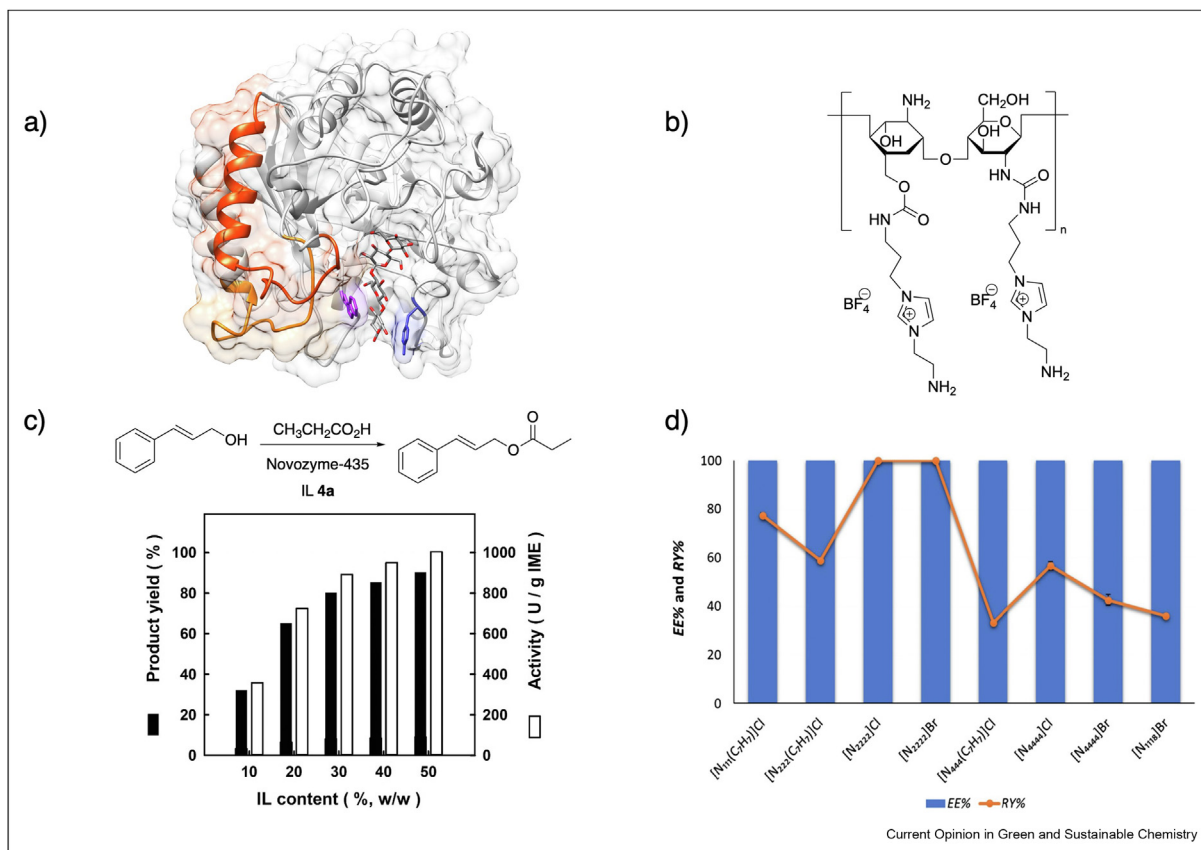 a)
b)
NH₂
CH₂OH
OH
OH
O
O
HN
O
O
HN
O
NH
n
BF₄⊖
BF₄⊖
N
⊕
N
N
⊕
N
NH₂
NH₂
c)
OH
CH₃CH₂CO₂H
Novozyme-435
IL 4a
O
O
Product yield ( % )
100
80
60
40
20
0
1000
800
600
400
200
0
Activity ( U / g IME )
10 20 30 40 50
IL content ( %, w/w )
d)
EE% and RY%
100
80
60
40
20
0
[N₁₁₁(C₇H₇)]Cl
[N₂₂₂(C₇H₇)]Cl
[N₂₂₂₂]Cl
[N₂₂₂₂]Br
[N₄₄₄(C₇H₇)]Cl
[N₄₄₄₄]Cl
[N₄₄₄₄]Br
[N₁₁₁₈]Br
EE% RY%
Current Opinion in Green and Sustainable Chemistry